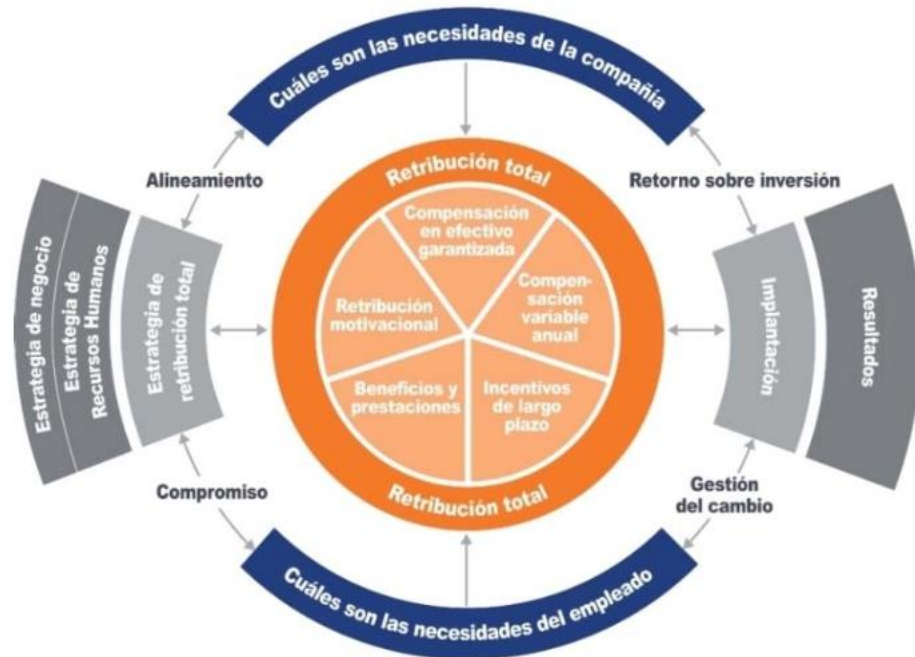 Cuáles son las necesidades de la compañía
Alineamiento
Retorno sobre inversión
Retribución total
Compensación
en efectivo
garantizada
Compen-
sación
variable
anual
Retribución
motivacional
Beneficios y
prestaciones
Incentivos
de largo
plazo
Retribución total
Estrategia de negocio
Estrategia de
Recursos Humanos
Estrategia de
retribución total
Implantación
Resultados
Compromiso
Gestión
del cambio
Cuáles son las necesidades del empleado